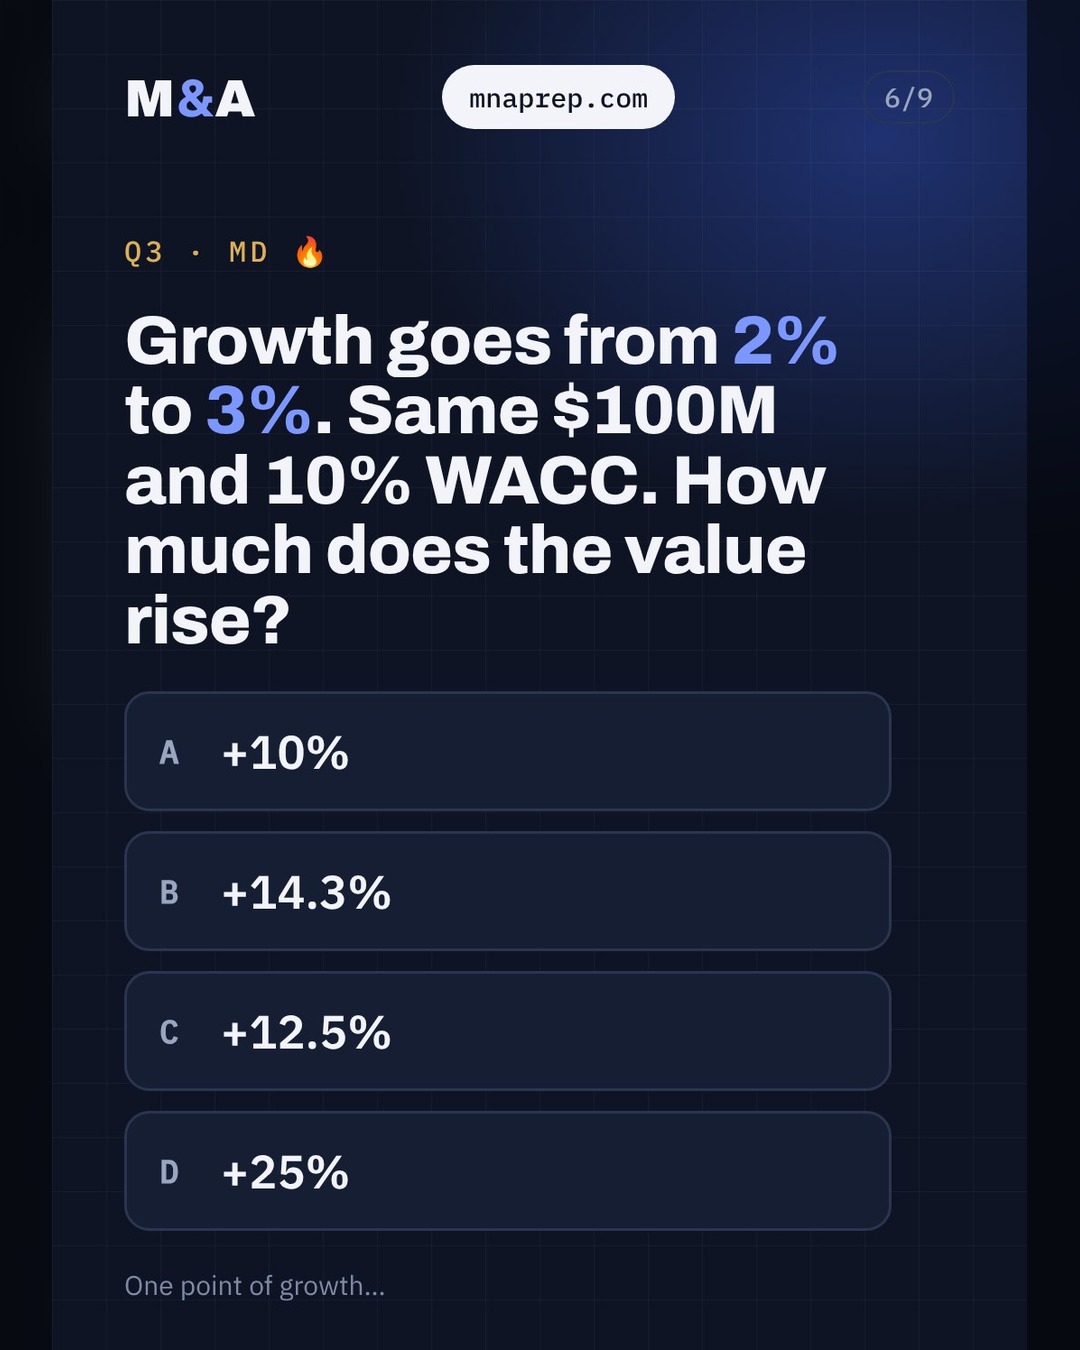 M&A
mnaprep.com
6/9
Q3 · MD 🔥
Growth goes from 2%
to 3%. Same $100M
and 10% WACC. How
much does the value
rise?
A +10%
B +14.3%
C +12.5%
D +25%
One point of growth...